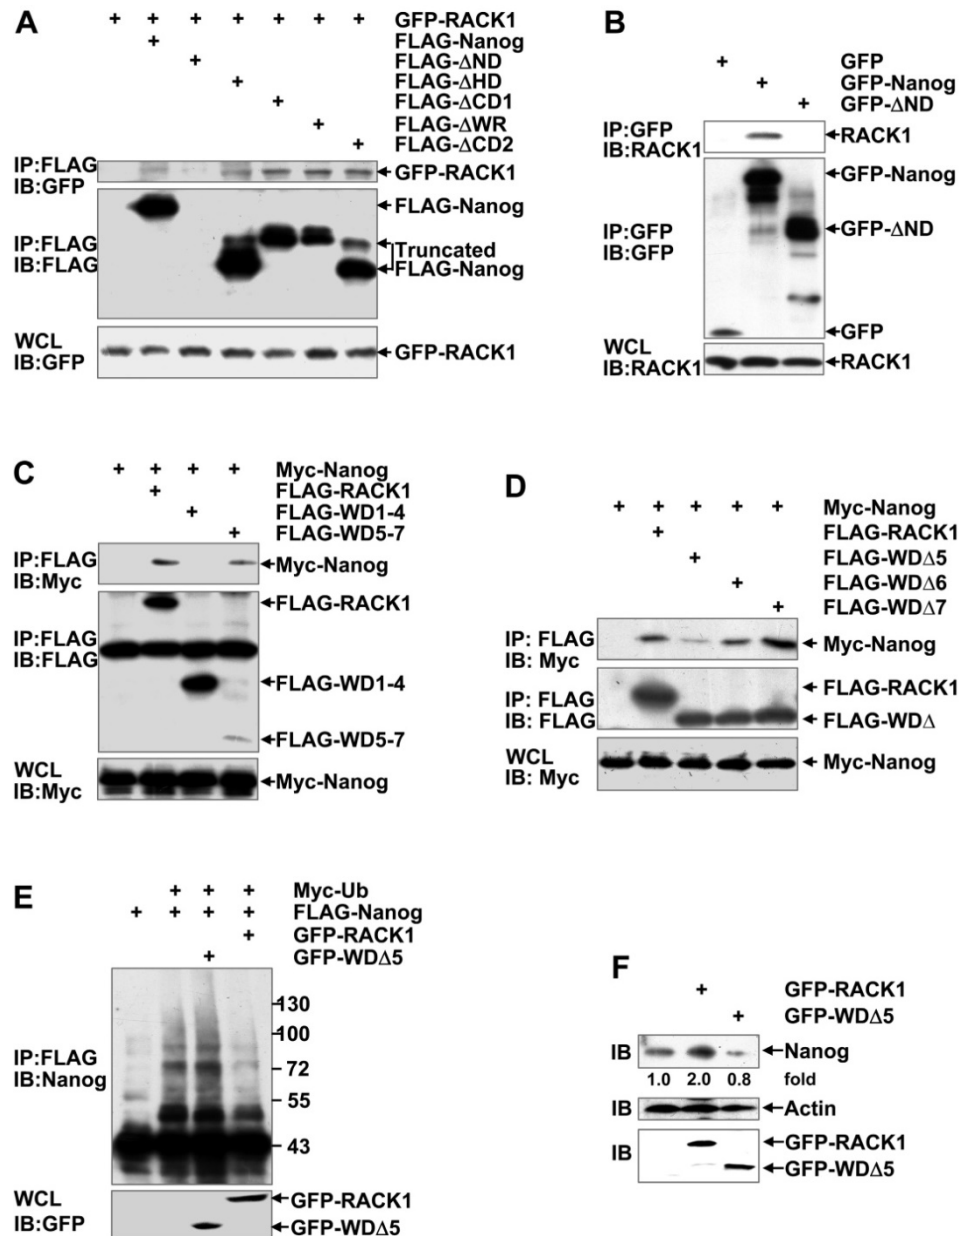 A
+ + + + + + + GFP-RACK1
+ FLAG-Nanog
+ FLAG-ΔND
+ FLAG-ΔHD
+ FLAG-ΔCD1
+ FLAG-ΔWR
+ FLAG-ΔCD2
IP:FLAG
IB:GFP
GFP-RACK1
FLAG-Nanog
IP:FLAG
IB:FLAG
Truncated
FLAG-Nanog
WCL
IB:GFP
GFP-RACK1
B
+ GFP
+ GFP-Nanog
+ GFP-ΔND
IP:GFP
IB:RACK1
RACK1
GFP-Nanog
IP:GFP
IB:GFP
GFP-ΔND
GFP
WCL
IB:RACK1
RACK1
C
+ + + + Myc-Nanog
+ FLAG-RACK1
+ FLAG-WD1-4
+ FLAG-WD5-7
IP:FLAG
IB:Myc
Myc-Nanog
FLAG-RACK1
IP:FLAG
IB:FLAG
FLAG-WD1-4
FLAG-WD5-7
WCL
IB:Myc
Myc-Nanog
D
+ + + + + Myc-Nanog
+ FLAG-RACK1
+ FLAG-WDΔ5
+ FLAG-WDΔ6
+ FLAG-WDΔ7
IP: FLAG
IB: Myc
Myc-Nanog
IP: FLAG
IB: FLAG
FLAG-RACK1
FLAG-WDΔ
WCL
IB: Myc
Myc-Nanog
E
+ + + Myc-Ub
+ + + + FLAG-Nanog
+ GFP-RACK1
+ GFP-WDΔ5
IP:FLAG
IB:Nanog
130
100
72
55
43
WCL
IB:GFP
GFP-RACK1
GFP-WDΔ5
F
+ GFP-RACK1
+ GFP-WDΔ5
IB Nanog
1.0 2.0 0.8 fold
IB Actin
IB GFP-RACK1
GFP-WDΔ5